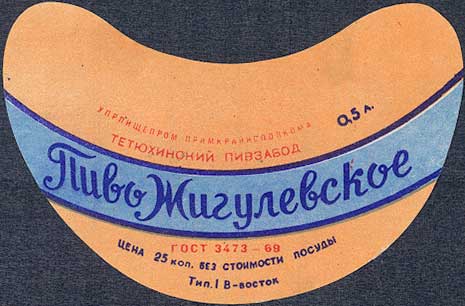 УПРПИЩЕПРОМ ПРИМКРАЙИСПОЛКОМА
0,5 л.
ТЕТЮХИНСКИЙ ПИВЗАВОД
Пиво Жигулевское
ГОСТ 3473-69
ЦЕНА 25 КОП. БЕЗ СТОИМОСТИ ПОСУДЫ
Тип. 1 В-ВОСТОК